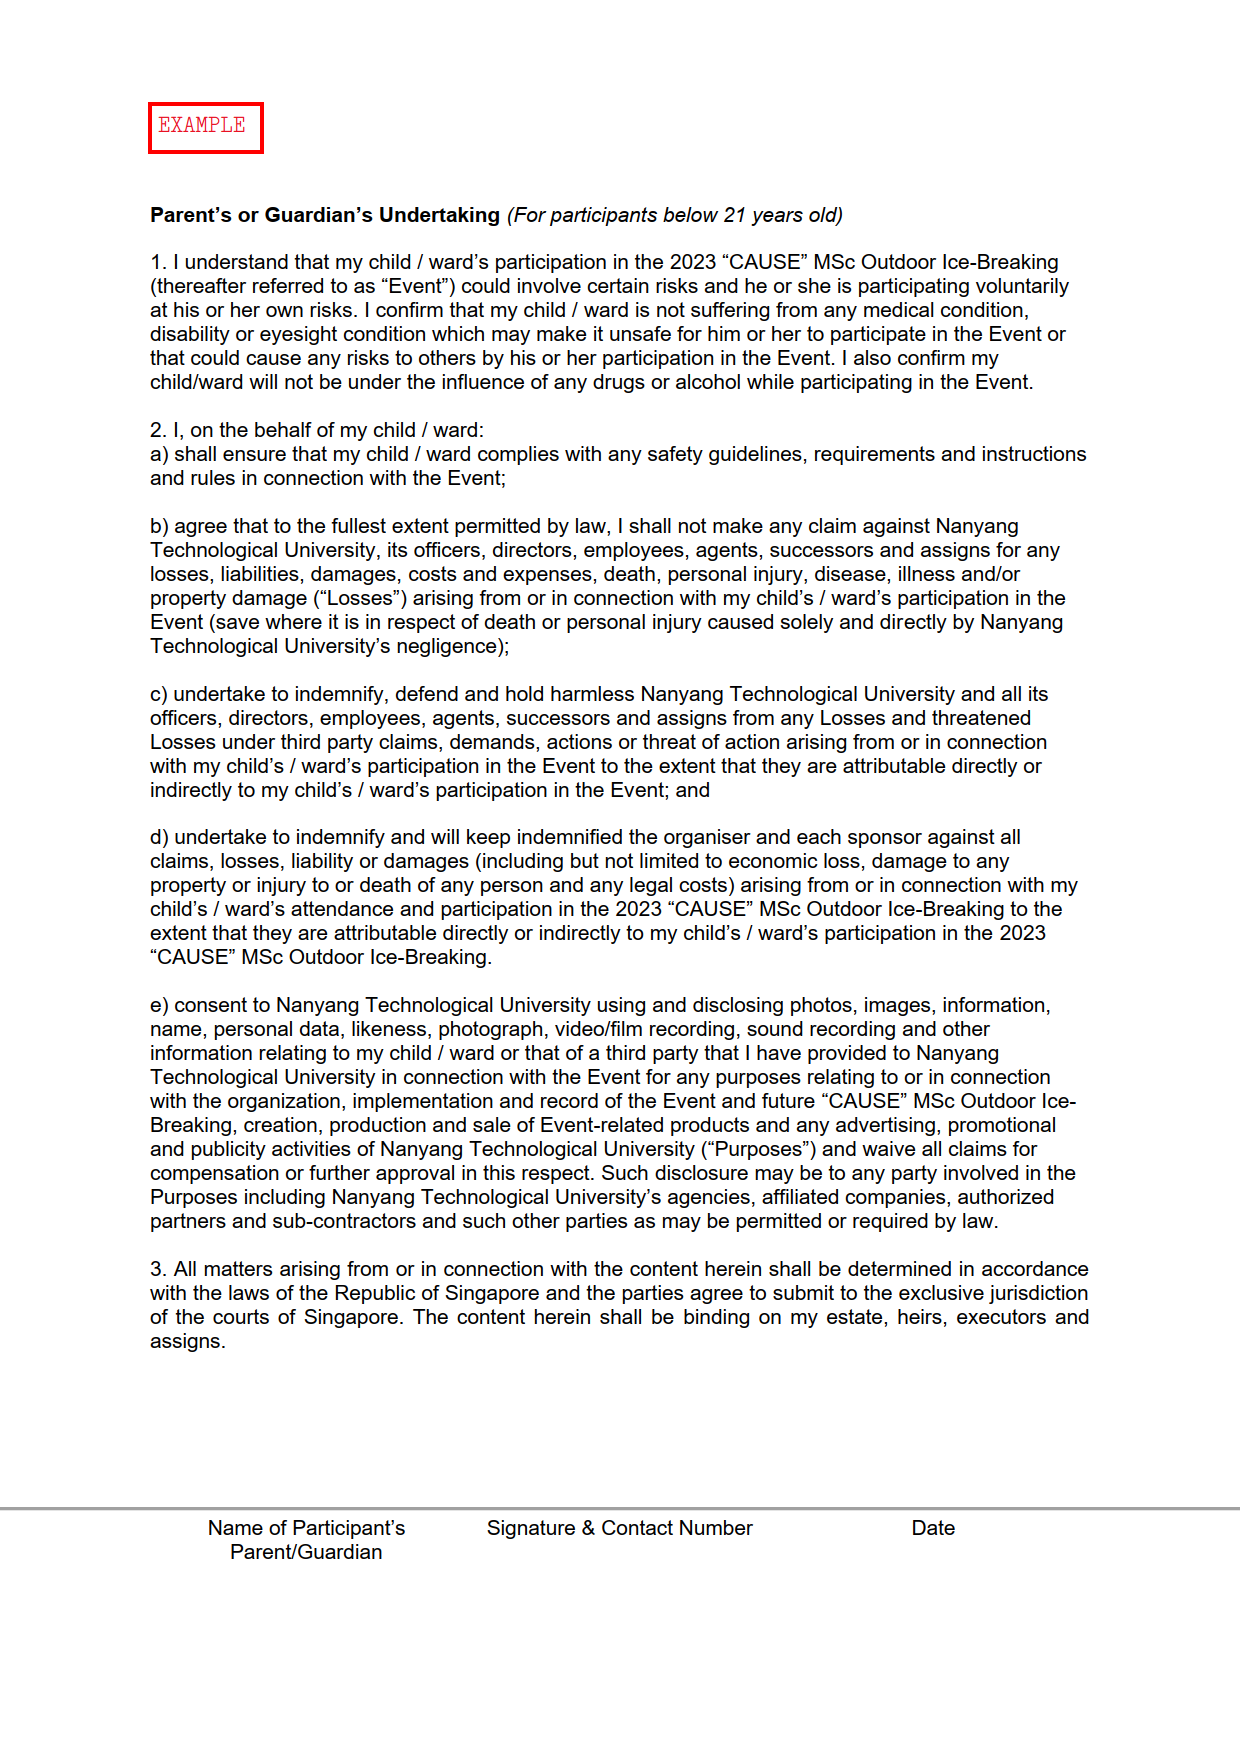 EXAMPLE
Parent’s or Guardian’s Undertaking (For participants below 21 years old)
1. I understand that my child / ward’s participation in the 2023 “CAUSE” MSc Outdoor Ice-Breaking
(thereafter referred to as “Event”) could involve certain risks and he or she is participating voluntarily
at his or her own risks. I confirm that my child / ward is not suffering from any medical condition,
disability or eyesight condition which may make it unsafe for him or her to participate in the Event or
that could cause any risks to others by his or her participation in the Event. I also confirm my
child/ward will not be under the influence of any drugs or alcohol while participating in the Event.
2. I, on the behalf of my child / ward:
a) shall ensure that my child / ward complies with any safety guidelines, requirements and instructions
and rules in connection with the Event;
b) agree that to the fullest extent permitted by law, I shall not make any claim against Nanyang
Technological University, its officers, directors, employees, agents, successors and assigns for any
losses, liabilities, damages, costs and expenses, death, personal injury, disease, illness and/or
property damage (“Losses”) arising from or in connection with my child’s / ward’s participation in the
Event (save where it is in respect of death or personal injury caused solely and directly by Nanyang
Technological University’s negligence);
c) undertake to indemnify, defend and hold harmless Nanyang Technological University and all its
officers, directors, employees, agents, successors and assigns from any Losses and threatened
Losses under third party claims, demands, actions or threat of action arising from or in connection
with my child’s / ward’s participation in the Event to the extent that they are attributable directly or
indirectly to my child’s / ward’s participation in the Event; and
d) undertake to indemnify and will keep indemnified the organiser and each sponsor against all
claims, losses, liability or damages (including but not limited to economic loss, damage to any
property or injury to or death of any person and any legal costs) arising from or in connection with my
child’s / ward’s attendance and participation in the 2023 “CAUSE” MSc Outdoor Ice-Breaking to the
extent that they are attributable directly or indirectly to my child’s / ward’s participation in the 2023
“CAUSE” MSc Outdoor Ice-Breaking.
e) consent to Nanyang Technological University using and disclosing photos, images, information,
name, personal data, likeness, photograph, video/film recording, sound recording and other
information relating to my child / ward or that of a third party that I have provided to Nanyang
Technological University in connection with the Event for any purposes relating to or in connection
with the organization, implementation and record of the Event and future “CAUSE” MSc Outdoor Ice-
Breaking, creation, production and sale of Event-related products and any advertising, promotional
and publicity activities of Nanyang Technological University (“Purposes”) and waive all claims for
compensation or further approval in this respect. Such disclosure may be to any party involved in the
Purposes including Nanyang Technological University’s agencies, affiliated companies, authorized
partners and sub-contractors and such other parties as may be permitted or required by law.
3. All matters arising from or in connection with the content herein shall be determined in accordance
with the laws of the Republic of Singapore and the parties agree to submit to the exclusive jurisdiction
of the courts of Singapore. The content herein shall be binding on my estate, heirs, executors and
assigns.
Name of Participant’s Signature & Contact Number Date
Parent/Guardian